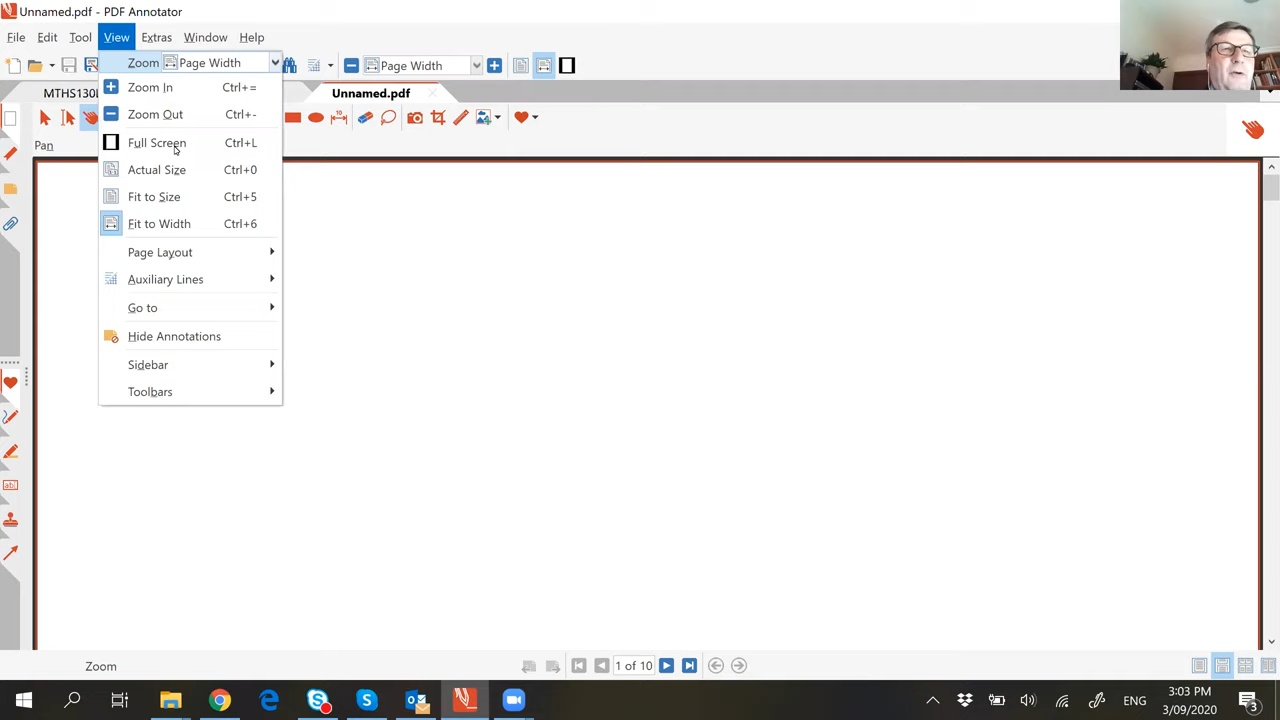 Unnamed.pdf - PDF Annotator
File Edit Tool View Extras Window Help
Zoom Page Width
Page Width
Zoom In Ctrl+=
MTHS130
Unnamed.pdf
Zoom Out Ctrl+-
10
Pan
Full Screen Ctrl+L
Actual Size Ctrl+0
Fit to Size Ctrl+5
Fit to Width Ctrl+6
Page Layout
Auxiliary Lines
Go to
Hide Annotations
Sidebar
Toolbars
Zoom
1 of 10
ENG
3:03 PM
3/09/2020
3